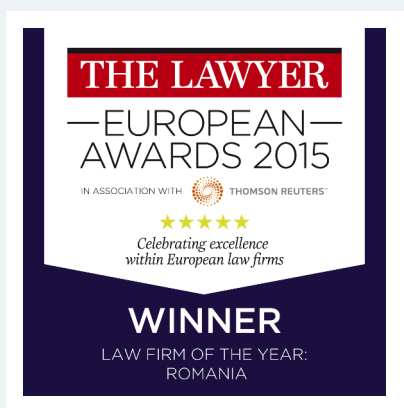 THE LAWYER
—EUROPEAN—
AWARDS 2015
IN ASSOCIATION WITH THOMSON REUTERS™
Celebrating excellence
within European law firms
WINNER
LAW FIRM OF THE YEAR:
ROMANIA